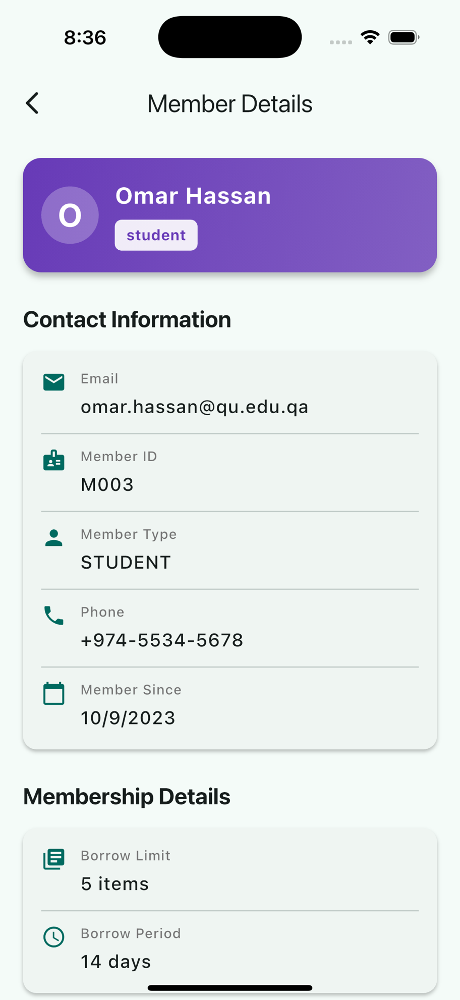 8:36
Member Details
O
Omar Hassan
student
Contact Information
Email
omar.hassan@qu.edu.qa
Member ID
M003
Member Type
STUDENT
Phone
+974-5534-5678
Member Since
10/9/2023
Membership Details
Borrow Limit
5 items
Borrow Period
14 days